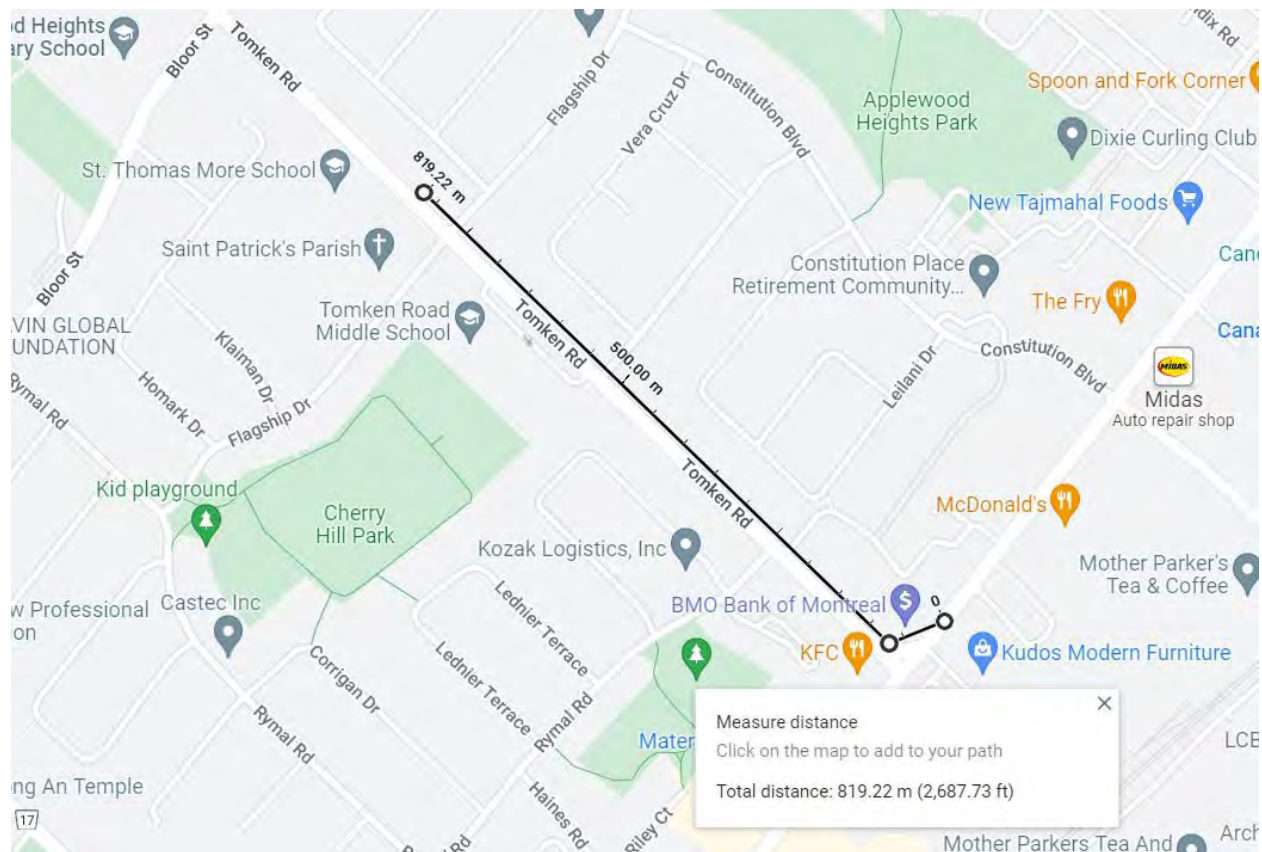 d Heights
ary School
Bloor St
Tomken Rd
Flagship Dr
Vera Cruz Dr
Constitution Blvd
Applewood
Heights Park
Spoon and Fork Corner
Dixie Curling Club
St. Thomas More School
819.22 m
New Tajmahal Foods
Saint Patrick's Parish
Bloor St
Constitution Place
Retirement Community...
The Fry
Tomken Road
Middle School
Tomken Rd
500.00 m
Klaiman Dr
Leilani Dr
Constitution Blvd
MIDAS
Midas
Auto repair shop
VIN GLOBAL
UNDATION
Rymal Rd
Homark Dr
Flagship Dr
Kid playground
Cherry
Hill Park
Tomken Rd
McDonald's
Kozak Logistics, Inc
Mother Parker's
Tea & Coffee
w Professional
on
Castec Inc
Lednier Terrace
BMO Bank of Montreal
$
0
KFC
Kudos Modern Furniture
Corrigan Dr
Lednier Terrace
Rymal Rd
Rymal Rd
Mater
Measure distance
Click on the map to add to your path
Total distance: 819.22 m (2,687.73 ft)
LCB
ng An Temple
17
Haines Rd
Riley Ct
Mother Parkers Tea And
Arch